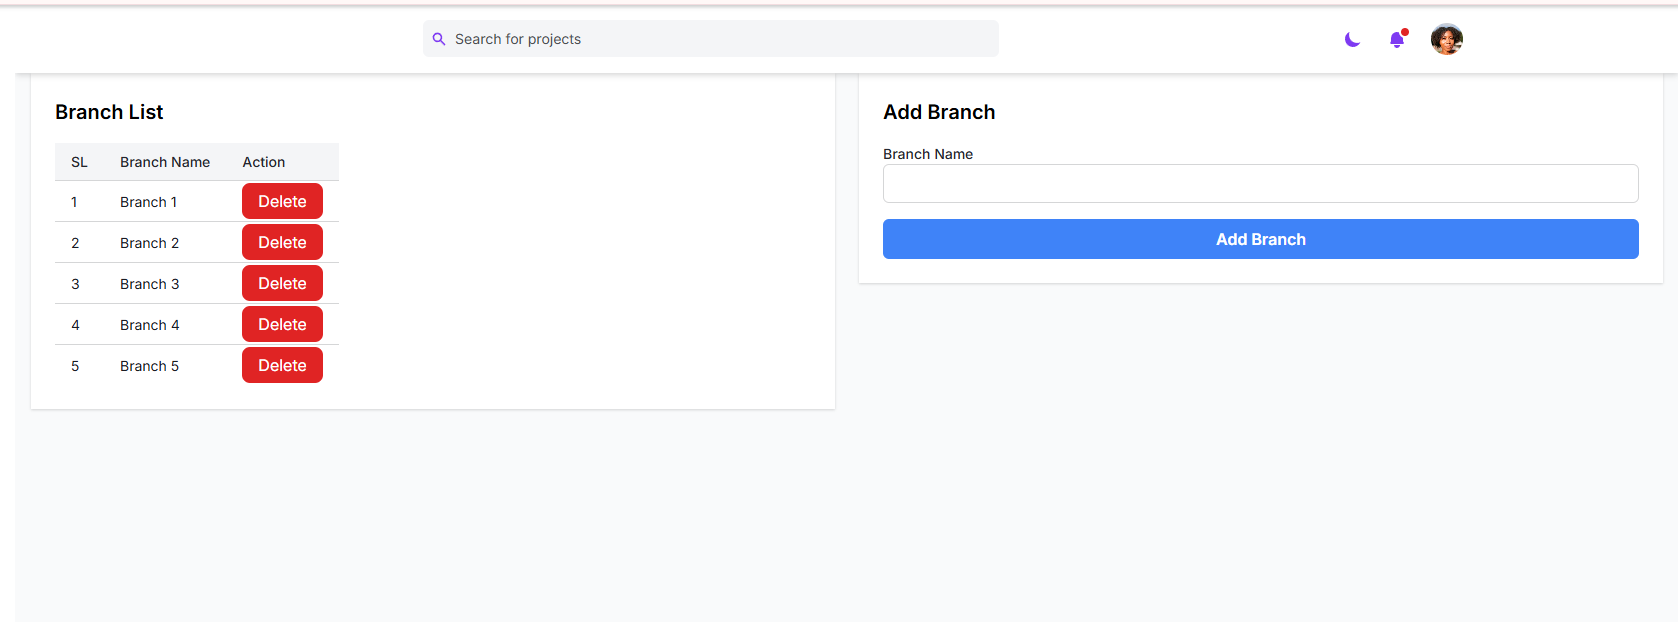 Search for projects
Branch List
SL Branch Name Action
1 Branch 1 Delete
2 Branch 2 Delete
3 Branch 3 Delete
4 Branch 4 Delete
5 Branch 5 Delete
Add Branch
Branch Name
Add Branch